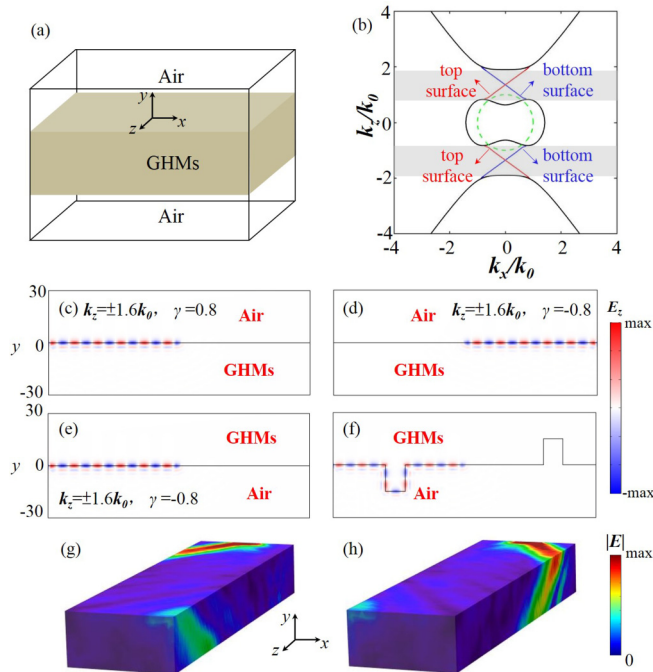 (a)
Air
y
x
z
GHMs
Air
(b)
4
2
0
-2
-4
-4
-2
0
2
4
k_z/k_0
k_x/k_0
top
surface
bottom
surface
top
surface
bottom
surface
(c) k_z=±1.6k_0, γ=0.8
Air
GHMs
30
y 0
-30
(d) k_z=±1.6k_0, γ=-0.8
Air
GHMs
E_z
max
-max
(e)
GHMs
Air
k_z=±1.6k_0, γ=-0.8
30
y 0
-30
(f)
GHMs
Air
(g)
y
x
z
(h)
|E|
max
0